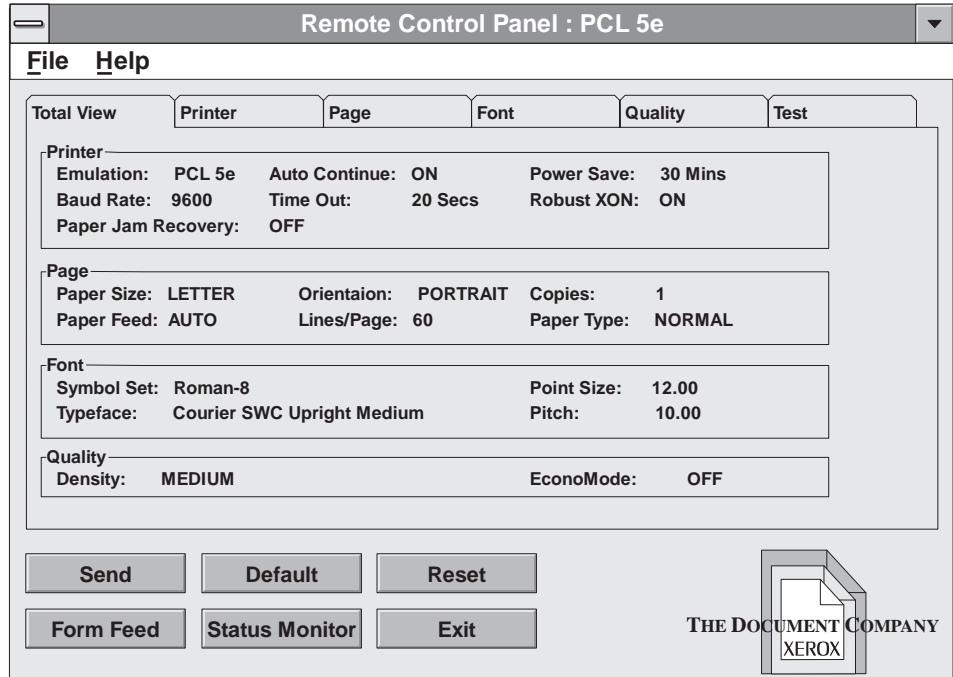 Remote Control Panel : PCL 5e
File Help
Total View Printer Page Font Quality Test
Printer
Emulation: PCL 5e Auto Continue: ON Power Save: 30 Mins
Baud Rate: 9600 Time Out: 20 Secs Robust XON: ON
Paper Jam Recovery: OFF
Page
Paper Size: LETTER Orientaion: PORTRAIT Copies: 1
Paper Feed: AUTO Lines/Page: 60 Paper Type: NORMAL
Font
Symbol Set: Roman-8 Point Size: 12.00
Typeface: Courier SWC Upright Medium Pitch: 10.00
Quality
Density: MEDIUM EconoMode: OFF
Send Default Reset
Form Feed Status Monitor Exit
THE DOCUMENT COMPANY
XEROX